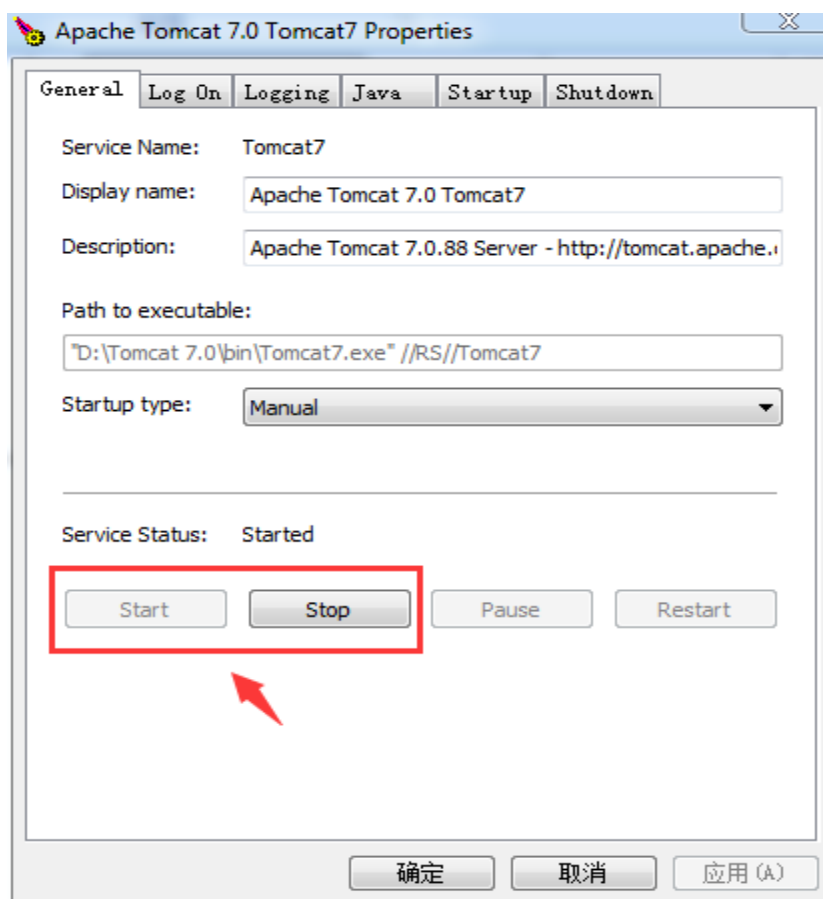 Apache Tomcat 7.0 Tomcat7 Properties
General Log On Logging Java Startup Shutdown
Service Name: Tomcat7
Display name: Apache Tomcat 7.0 Tomcat7
Description: Apache Tomcat 7.0.88 Server - http://tomcat.apache.
Path to executable:
"D:\Tomcat 7.0\bin\Tomcat7.exe" //RS//Tomcat7
Startup type: Manual
Service Status: Started
Start Stop Pause Restart
确定 取消 应用(A)